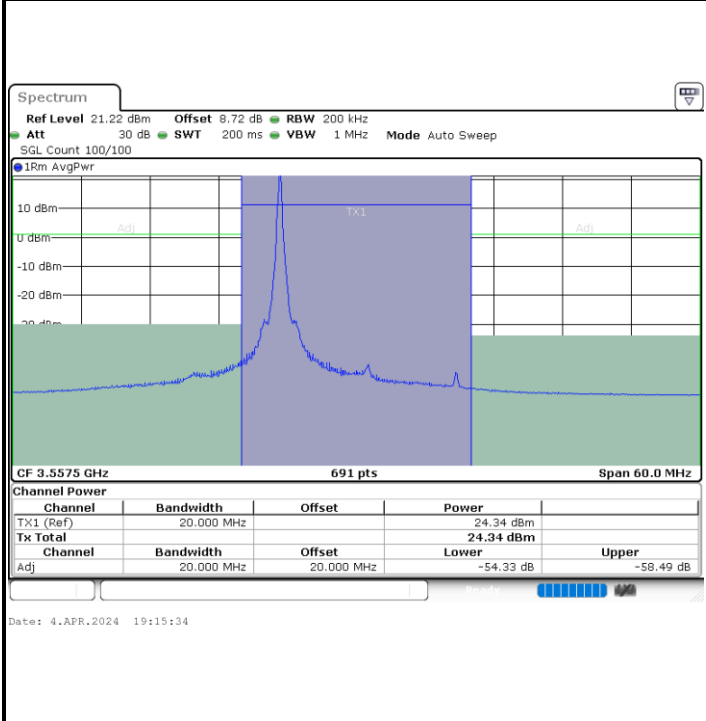 Spectrum
Ref Level 21.22 dBm Offset 8.72 dB RBW 200 kHz
Att 30 dB SWT 200 ms VBW 1 MHz Mode Auto Sweep
SGL Count 100/100
1Rm AvgPwr
10 dBm
TX1
Adj
Adj
0 dBm
-10 dBm
-20 dBm
-30 dBm
CF 3.5575 GHz 691 pts Span 60.0 MHz
Channel Power
Channel Bandwidth Offset Power
TX1 (Ref) 20.000 MHz 24.34 dBm
Tx Total 24.34 dBm
Channel Bandwidth Offset Lower Upper
Adj 20.000 MHz 20.000 MHz -54.33 dB -58.49 dB
Ready
Date: 4.APR.2024 19:15:34